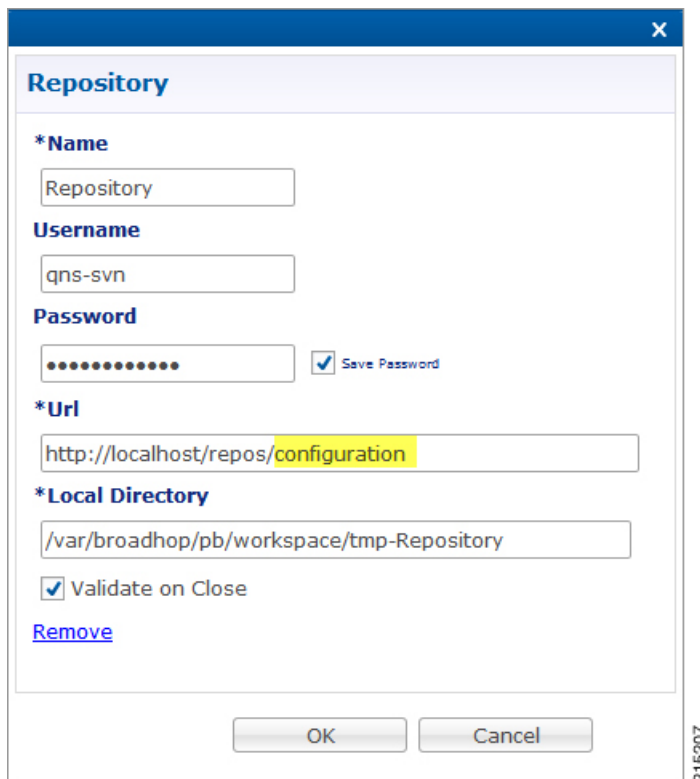 Repository
*Name
Repository
Username
qns-svn
Password
••••••••••••
Save Password
*Url
http://localhost/repos/configuration
*Local Directory
/var/broadhop/pb/workspace/tmp-Repository
Validate on Close
Remove
OK Cancel